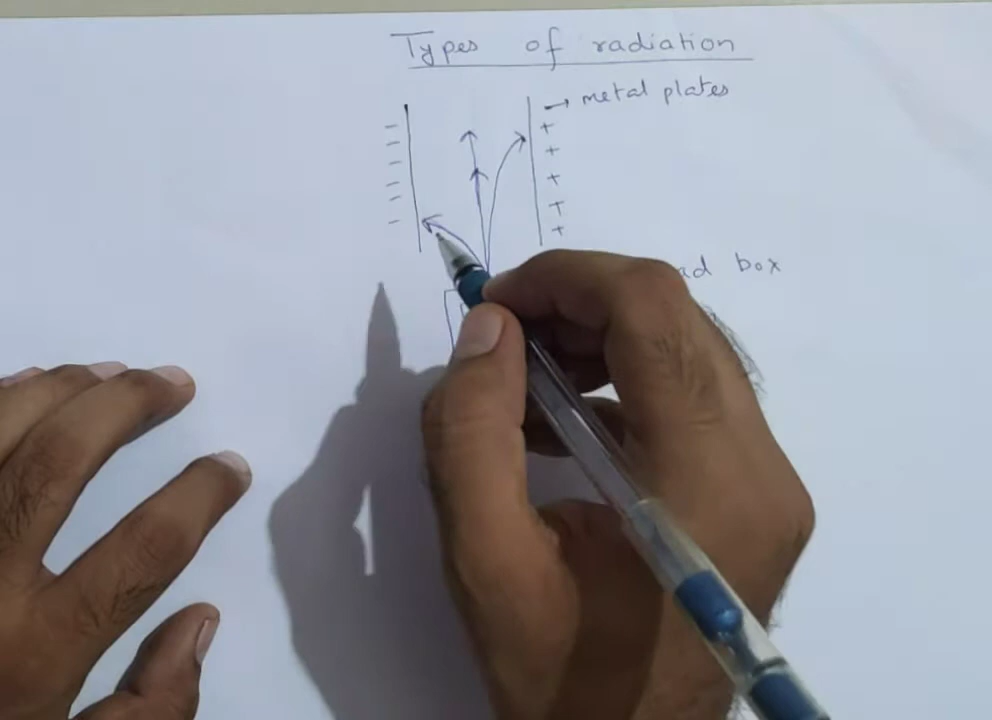 Types of radiation
→ metal plates
- +
- +
- +
- +
- +
-
box